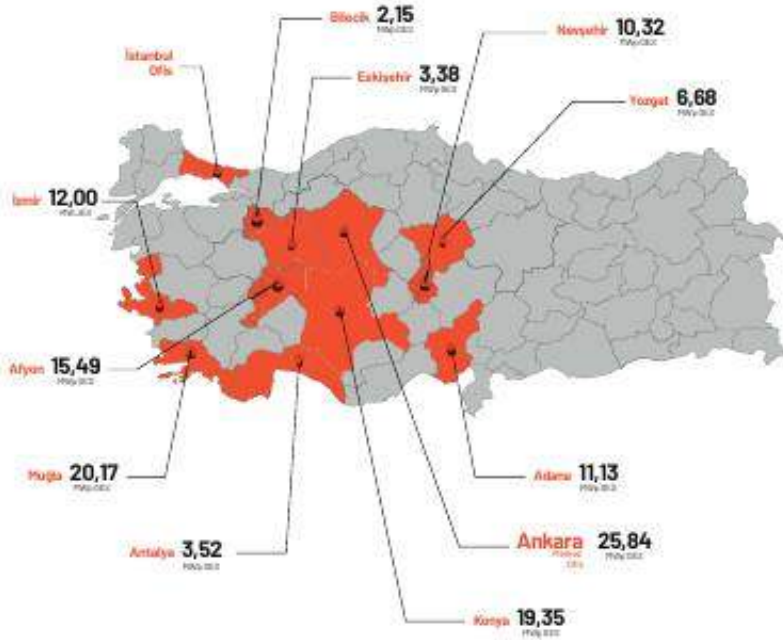 Bilecik 2,15
Nevşehir 10,32
İstanbul
Ofis
Eskişehir 3,38
Yozgat 6,68
İzmir 12,00
Afyon 15,49
Muğla 20,17
Adana 11,13
Antalya 3,52
Ankara 25,84
Ofis
Konya 19,35